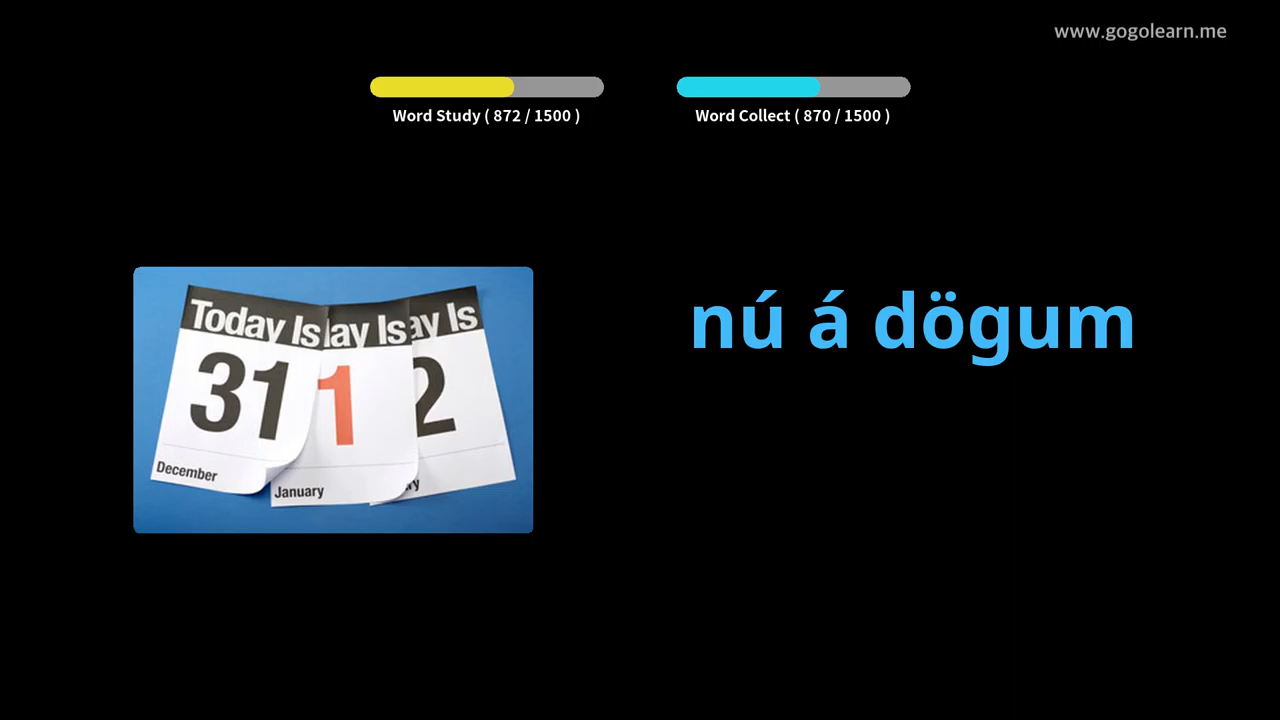 www.gogolearn.me
Word Study ( 872 / 1500 )
Word Collect ( 870 / 1500 )
nú á dögum
Today Is
ay Is
ay Is
31
1
2
December
January
ry